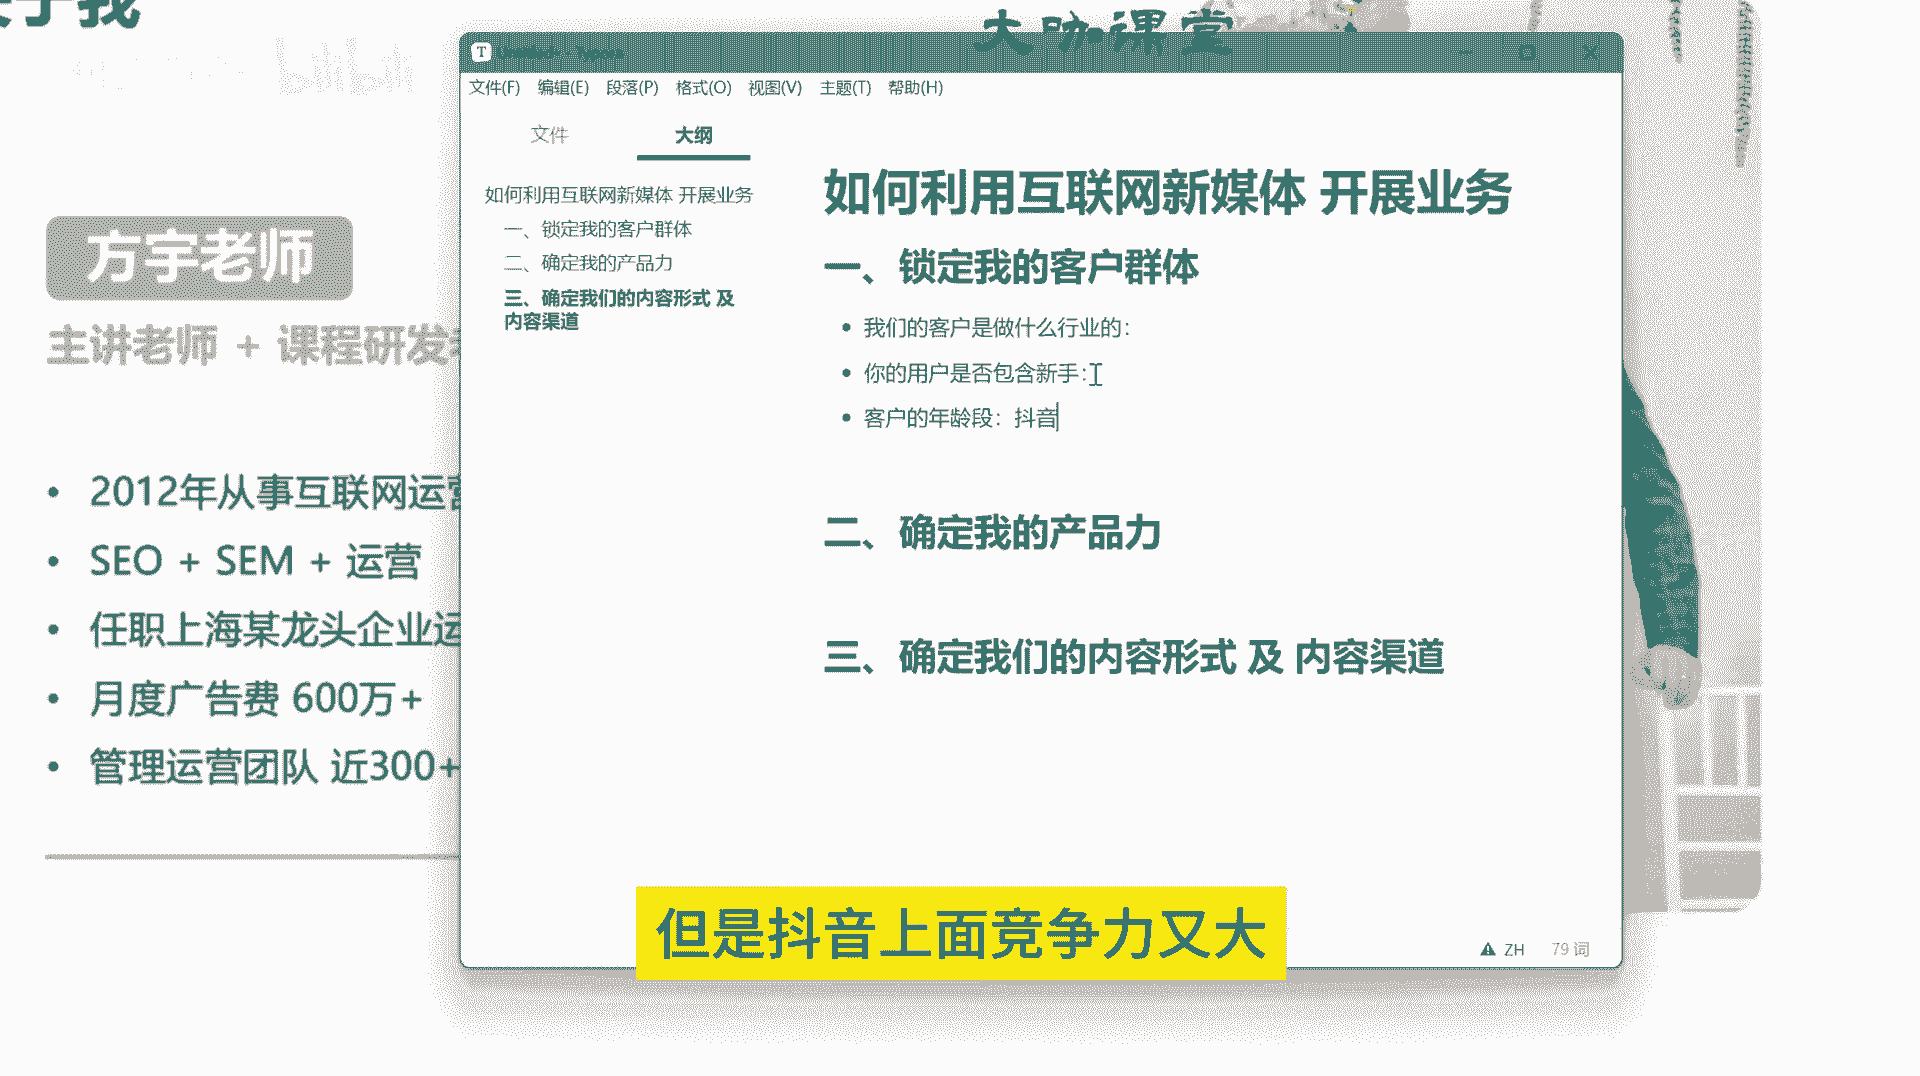 大咖课堂
bilibili
方宇老师
主讲老师 + 课程研发
2012年从事互联网运营
SEO + SEM + 运营
任职上海某龙头企业运
月度广告费 600万+
管理运营团队 近300+
文件(F) 编辑(E) 段落(P) 格式(O) 视图(V) 主题(T) 帮助(H)
文件 大纲
如何利用互联网新媒体 开展业务
一、锁定我的客户群体
二、确定我的产品力
三、确定我们的内容形式 及
内容渠道
如何利用互联网新媒体 开展业务
一、锁定我的客户群体
我们的客户是做什么行业的：
你的用户是否包含新手：
客户的年龄段：抖音
二、确定我的产品力
三、确定我们的内容形式 及 内容渠道
ZH 79 词
但是抖音上面竞争力又大